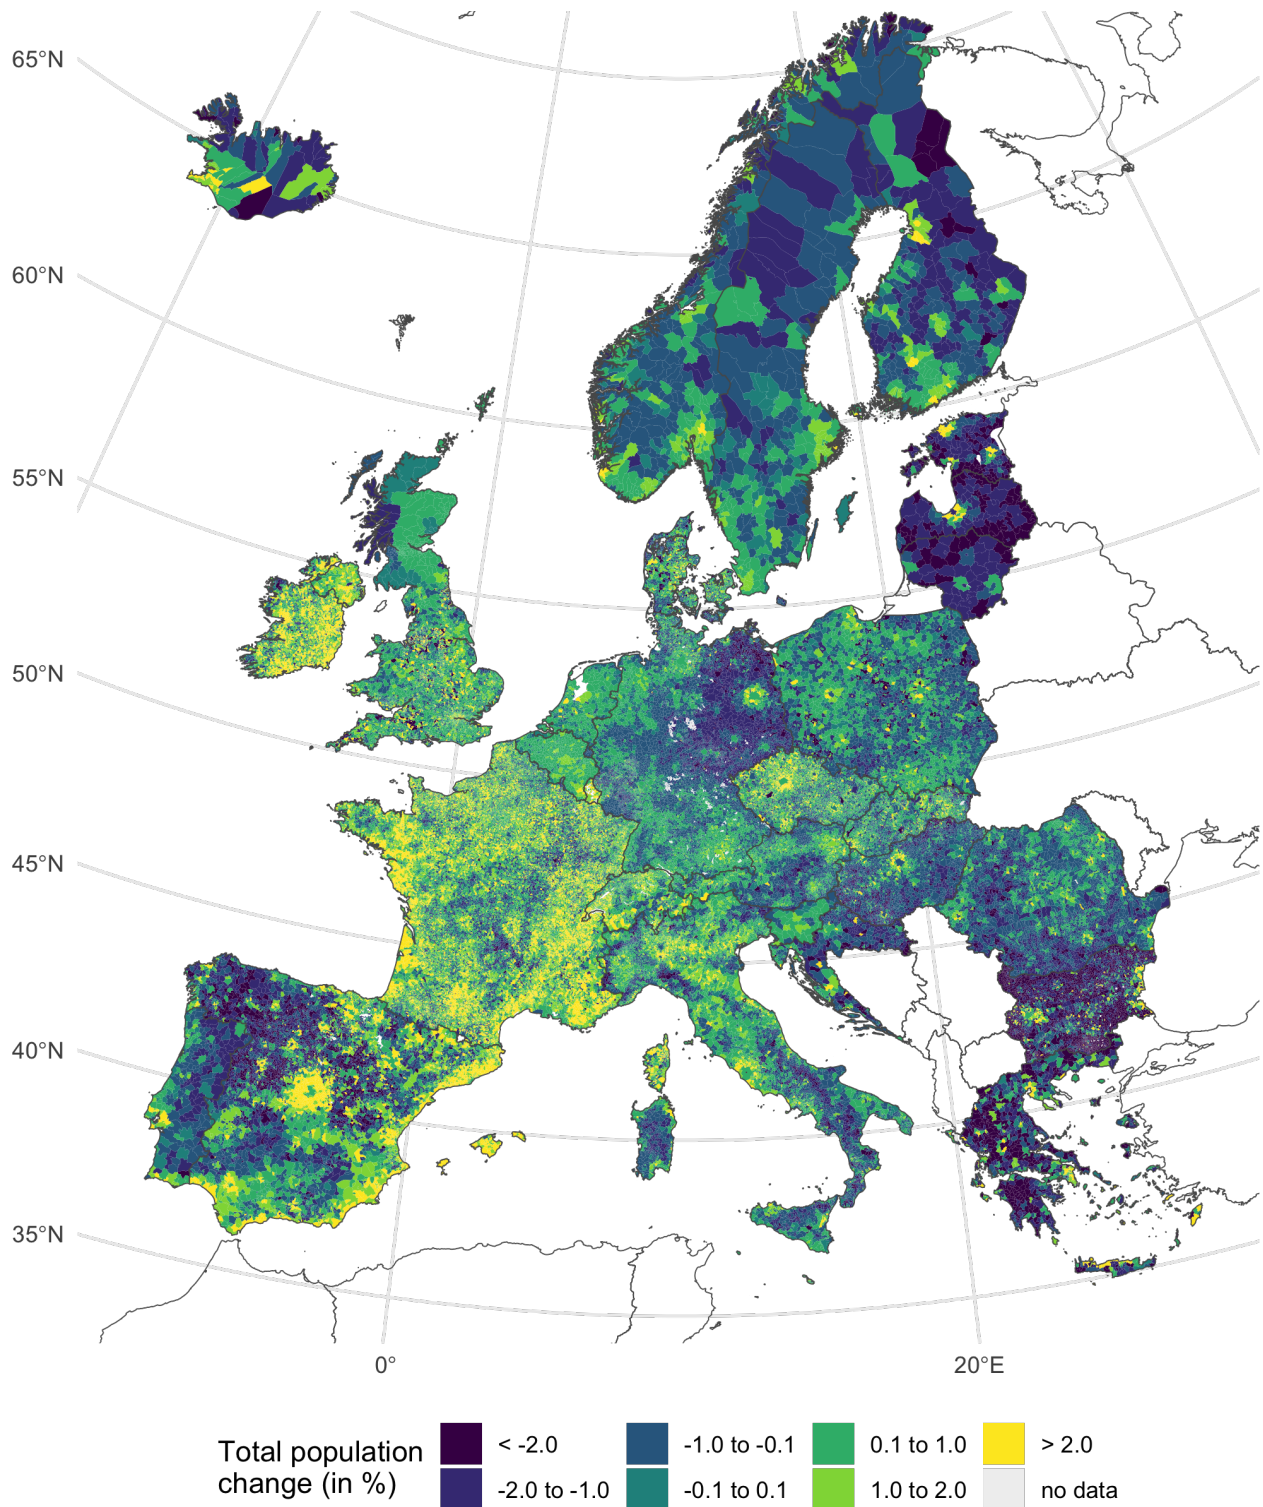 65°N
60°N
55°N
50°N
45°N
40°N
35°N
0°
20°E
Total population
change (in %)
< -2.0
-1.0 to -0.1
0.1 to 1.0
> 2.0
-2.0 to -1.0
-0.1 to 0.1
1.0 to 2.0
no data